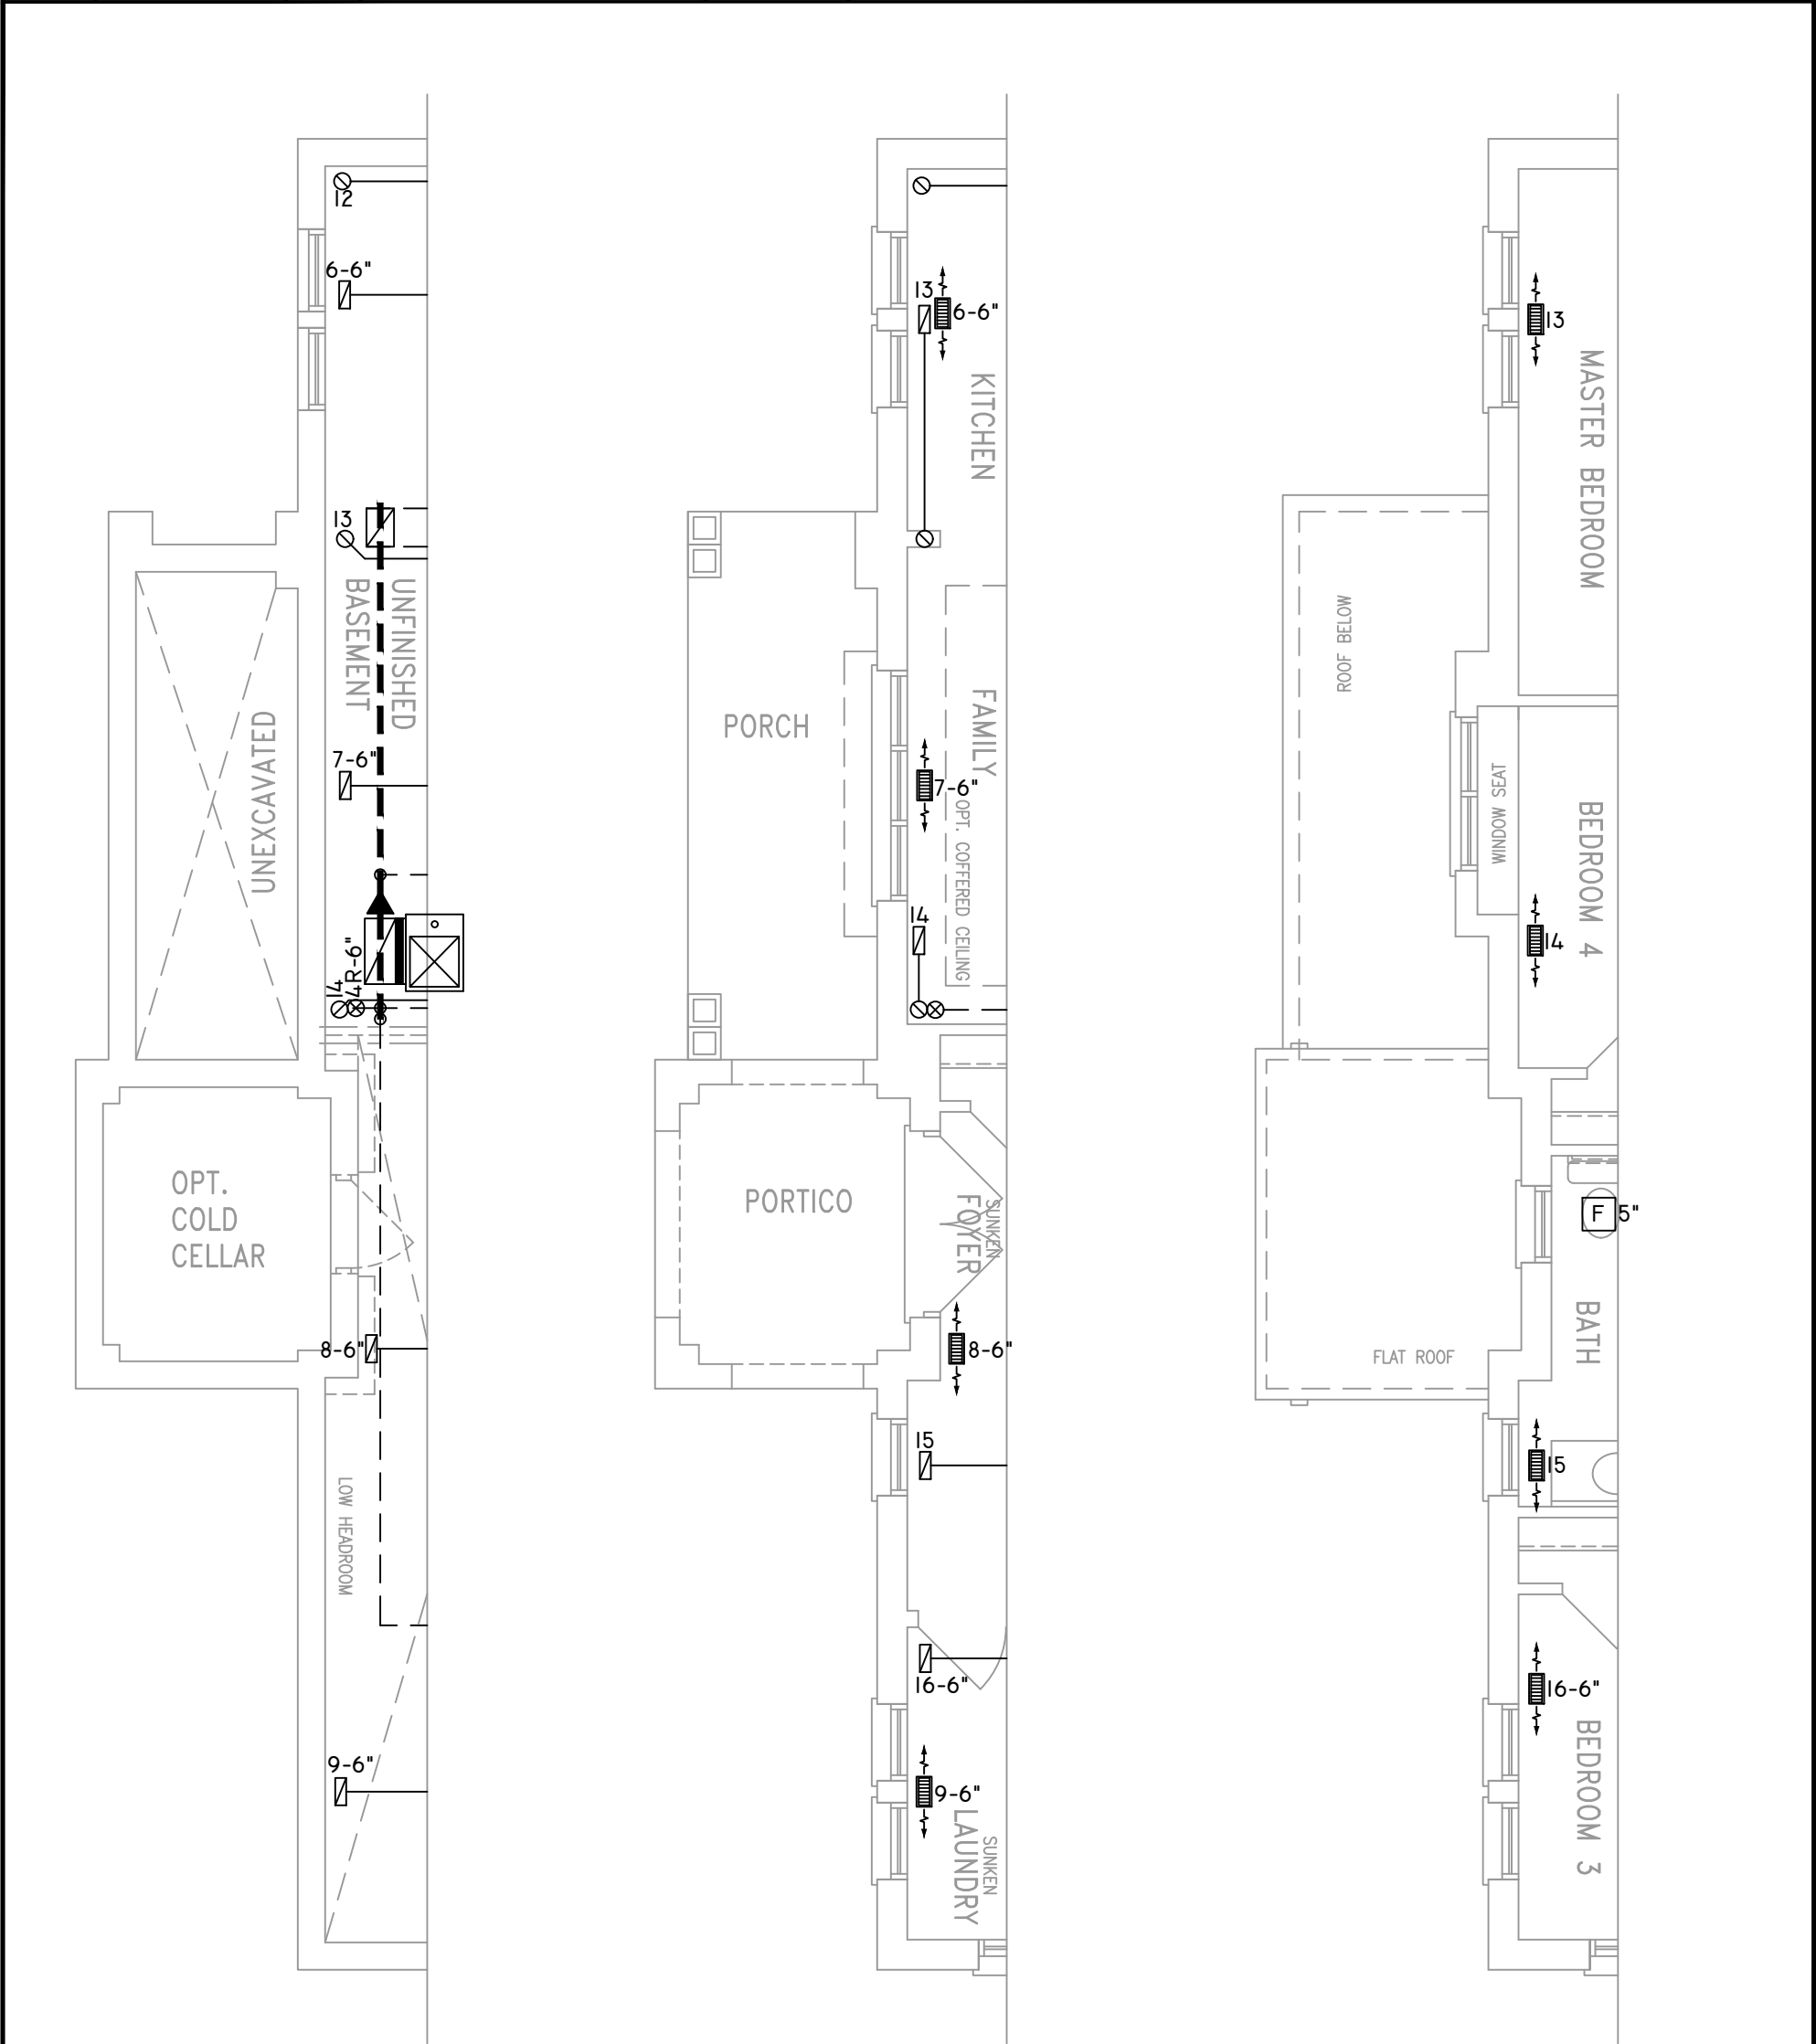 12
6-6"
13
UNFINISHED
BASEMENT
UNEXCAVATED
7-6"
4R-6"
14
OPT.
COLD
CELLAR
8-6"
LOW HEADROOM
9-6"
13
6-6"
KITCHEN
PORCH
FAMILY
7-6"
OPT. COFFERED CEILING
14
PORTICO
SUNKEN
FOYER
8-6"
15
16-6"
9-6"
SUNKEN
LAUNDRY
13
MASTER BEDROOM
ROOF BELOW
WINDOW SEAT
BEDROOM 4
14
F 5"
BATH
FLAT ROOF
15
16-6"
BEDROOM 3